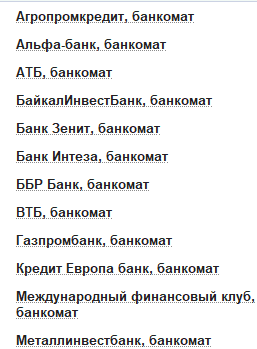 Агропромкредит, банкомат
Альфа-банк, банкомат
АТБ, банкомат
БайкалИнвестБанк, банкомат
Банк Зенит, банкомат
Банк Интеза, банкомат
ББР Банк, банкомат
ВТБ, банкомат
Газпромбанк, банкомат
Кредит Европа банк, банкомат
Международный финансовый клуб,
банкомат
Металлинвестбанк, банкомат